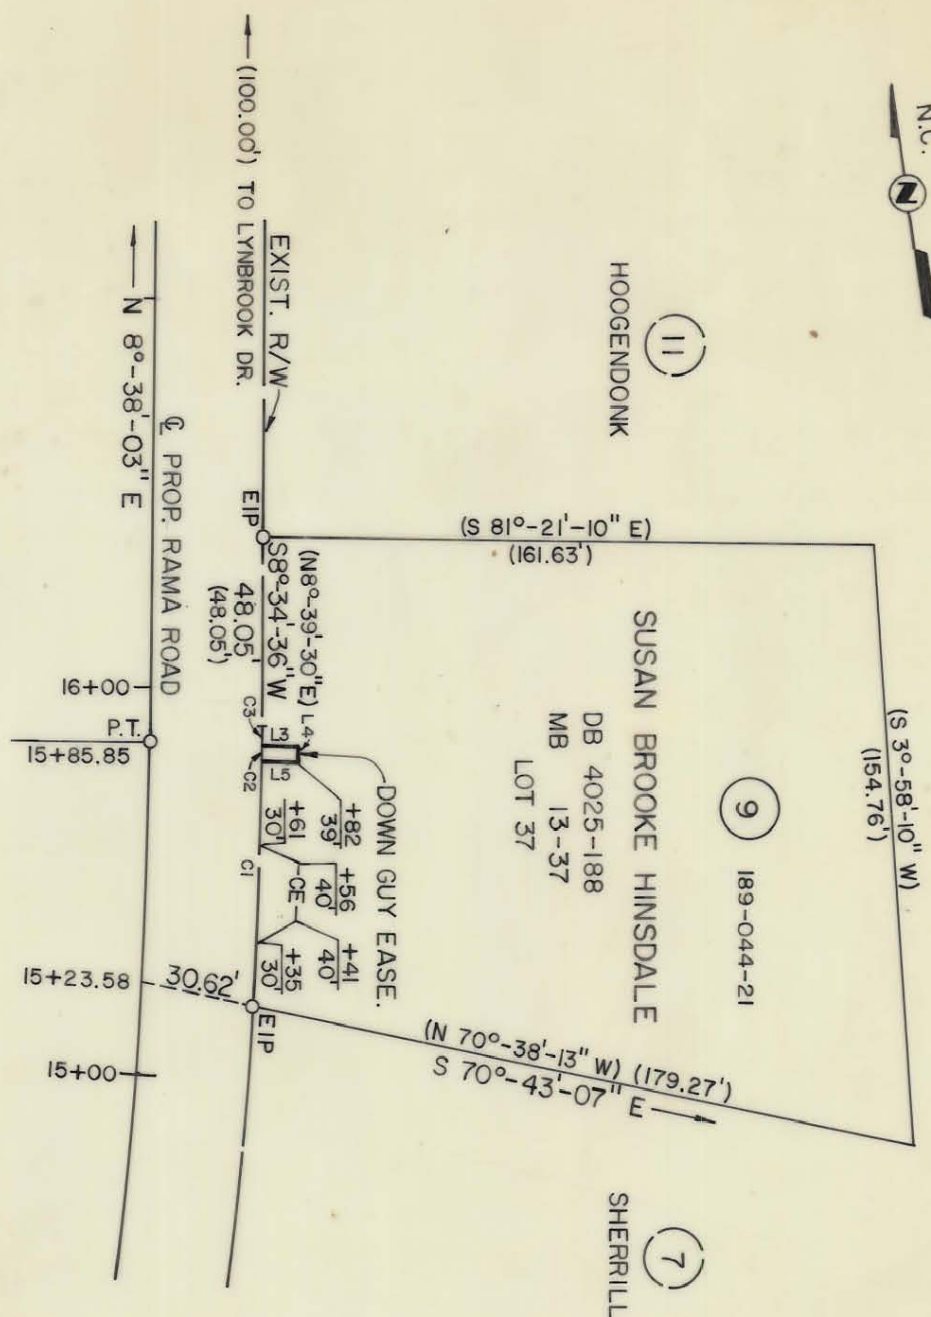 N.C.
N
← (100.00') TO LYNBROOK DR.
EXIST. R/W
← N 8°-38'-03" E
℄ PROP. RAMA ROAD
11
HOOGENDONK
EIP
(S 81°-21'-10" E)
(161.63')
(N8°-39'-30"E)
S8°-34'-36" W
48.05'
(48.05')
16+00
P.T.
15+85.85
C3
L3
L4
L5
C2
DOWN GUY EASE.
+82
39'
+61
30'
+56
40'
CE
C1
+41
40'
+35
30'
SUSAN BROOKE HINSDALE
DB 4025-188
MB 13-37
LOT 37
9
189-044-21
(S 3°-58'-10" W)
(154.76')
15+23.58
30.62'
EIP
15+00
(N 70°-38'-13" W) (179.27')
S 70°-43'-07" E →
7
SHERRILL